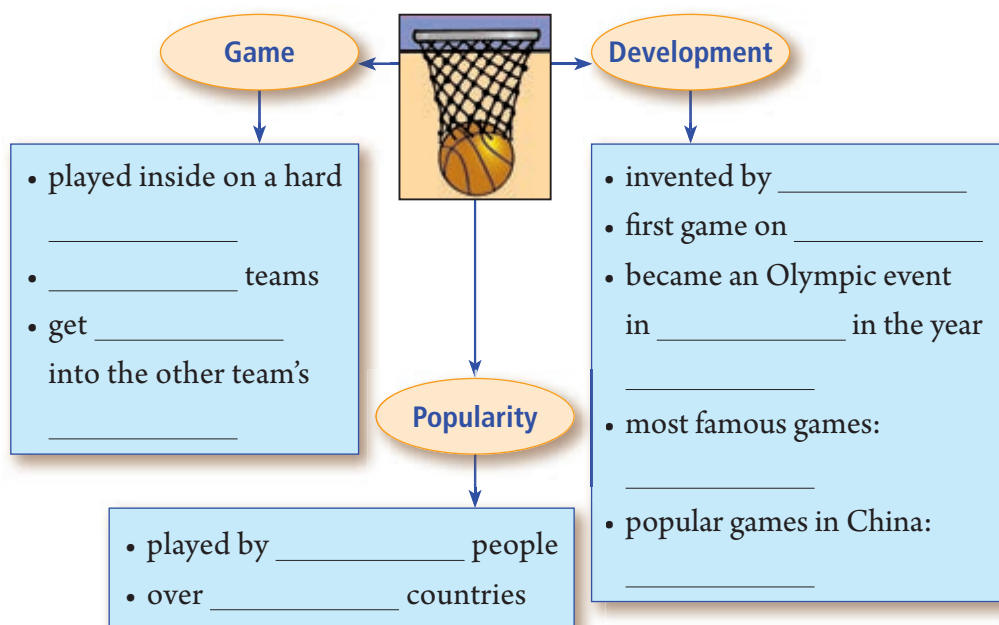 Game
Development
• played inside on a hard
____________
• ____________ teams
• get ____________
into the other team’s
____________
• invented by ____________
• first game on ____________
• became an Olympic event
in ____________ in the year
____________
• most famous games:
____________
• popular games in China:
____________
Popularity
• played by ____________ people
• over ____________ countries